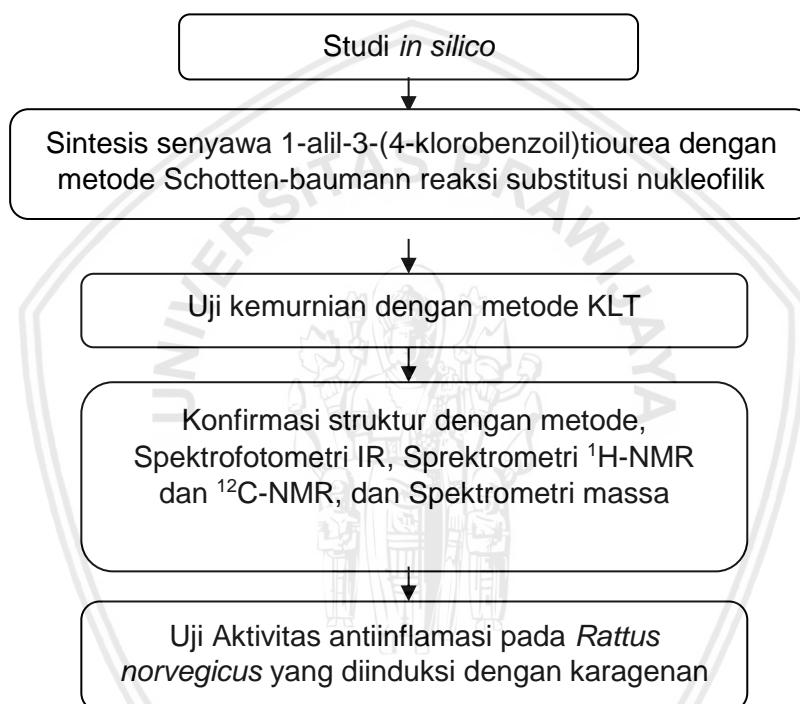 Studi in silico
Sintesis senyawa 1-alil-3-(4-klorobenzoil)tiourea dengan
metode Schotten-baumann reaksi substitusi nukleofilik
UNIVERSITAS BRAWIJAYA
Uji kemurnian dengan metode KLT
Konfirmasi struktur dengan metode,
Spektrofotometri IR, Sprektrometri ¹H-NMR
dan ¹²C-NMR, dan Spektrometri massa
Uji Aktivitas antiinflamasi pada Rattus
norvegicus yang diinduksi dengan karagenan